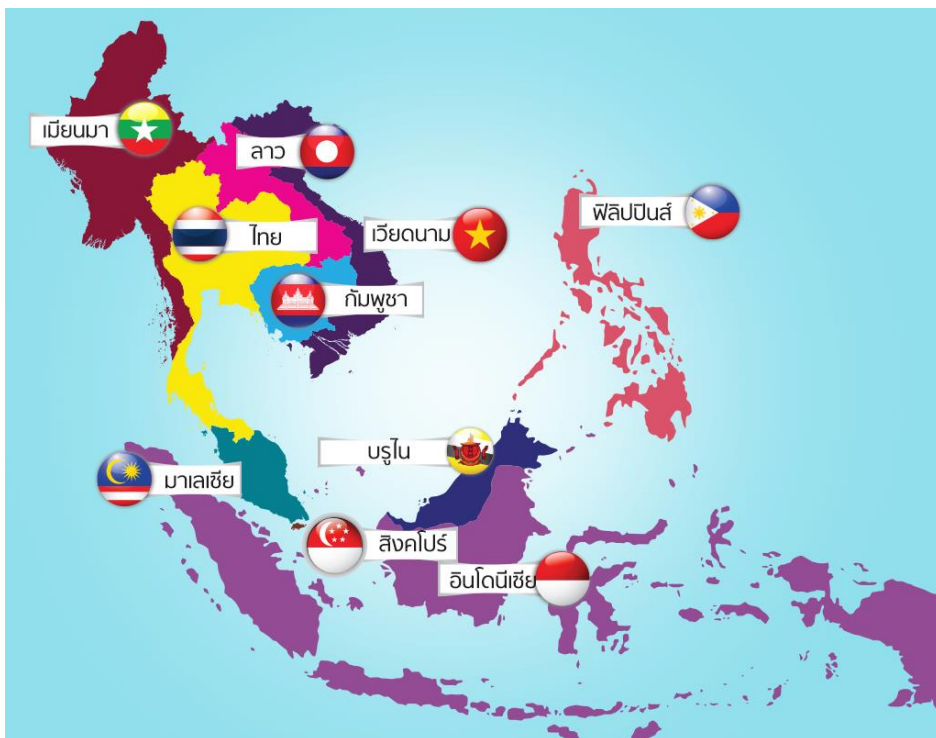 เมียนมา
ลาว
ฟิลิปปินส์
ไทย
เวียดนาม
กัมพูชา
บรูไน
มาเลเซีย
สิงคโปร์
อินโดนีเซีย